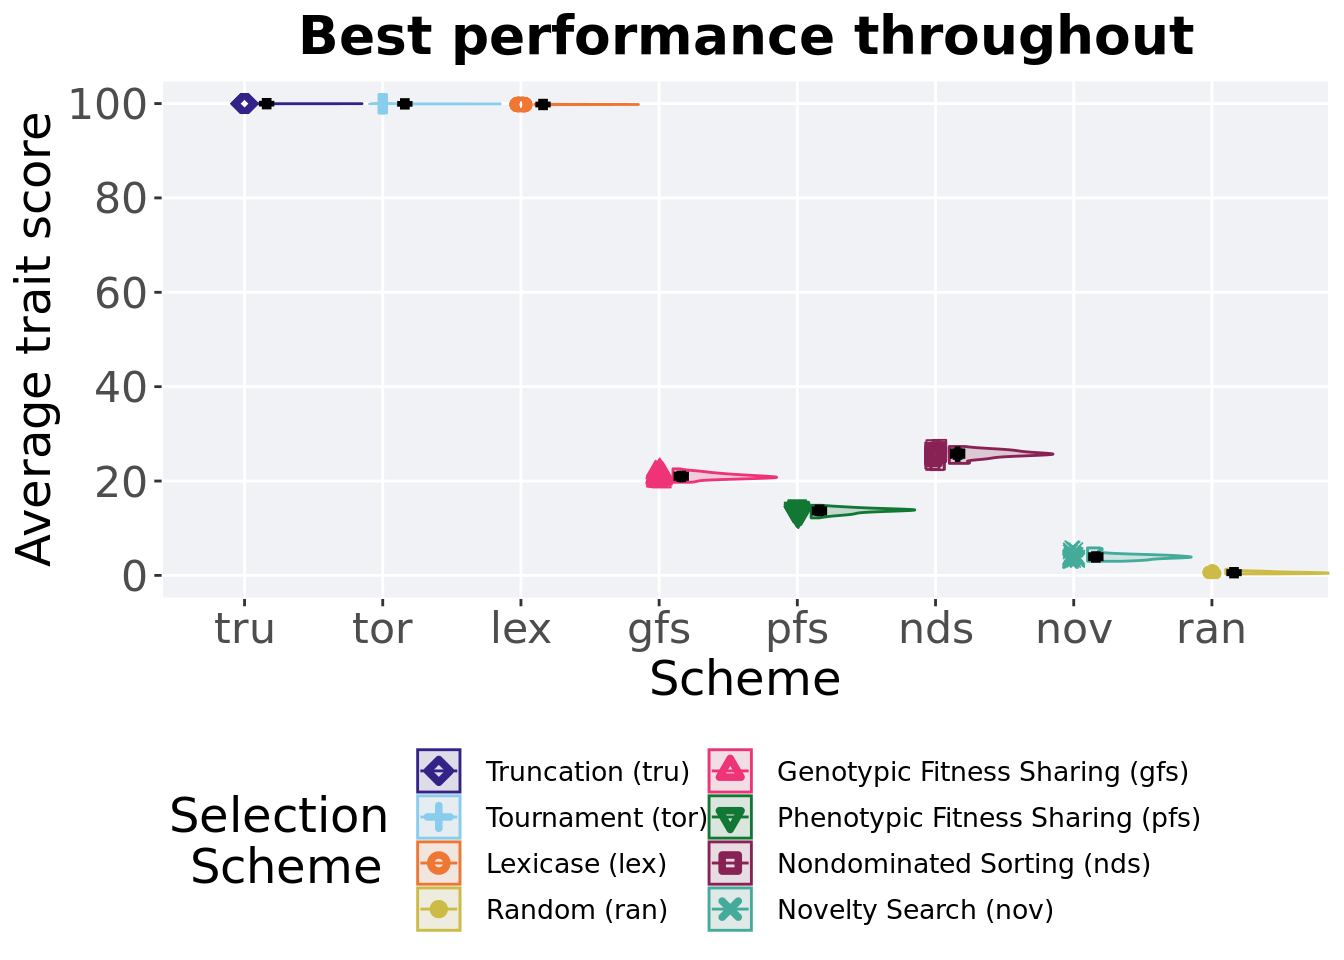 Best performance throughout
Average trait score
100
80
60
40
20
0
tru tor lex gfs pfs nds nov ran
Scheme
Selection
Scheme
Truncation (tru)
Tournament (tor)
Lexicase (lex)
Random (ran)
Genotypic Fitness Sharing (gfs)
Phenotypic Fitness Sharing (pfs)
Nondominated Sorting (nds)
Novelty Search (nov)